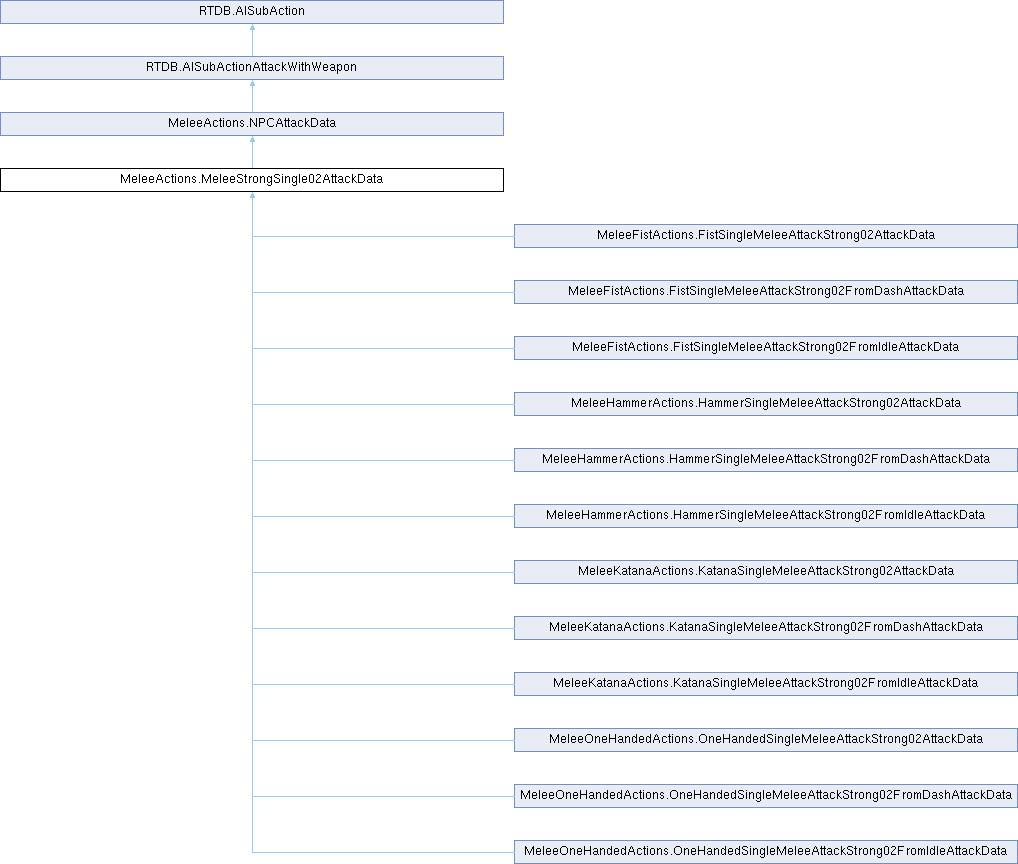 RTDB.AISubAction
RTDB.AISubActionAttackWithWeapon
MeleeActions.NPCAttackData
MeleeActions.MeleeStrongSingle02AttackData
MeleeFistActions.FistSingleMeleeAttackStrong02AttackData
MeleeFistActions.FistSingleMeleeAttackStrong02FromDashAttackData
MeleeFistActions.FistSingleMeleeAttackStrong02FromIdleAttackData
MeleeHammerActions.HammerSingleMeleeAttackStrong02AttackData
MeleeHammerActions.HammerSingleMeleeAttackStrong02FromDashAttackData
MeleeHammerActions.HammerSingleMeleeAttackStrong02FromIdleAttackData
MeleeKatanaActions.KatanaSingleMeleeAttackStrong02AttackData
MeleeKatanaActions.KatanaSingleMeleeAttackStrong02FromDashAttackData
MeleeKatanaActions.KatanaSingleMeleeAttackStrong02FromIdleAttackData
MeleeOneHandedActions.OneHandedSingleMeleeAttackStrong02AttackData
MeleeOneHandedActions.OneHandedSingleMeleeAttackStrong02FromDashAttackData
MeleeOneHandedActions.OneHandedSingleMeleeAttackStrong02FromIdleAttackData